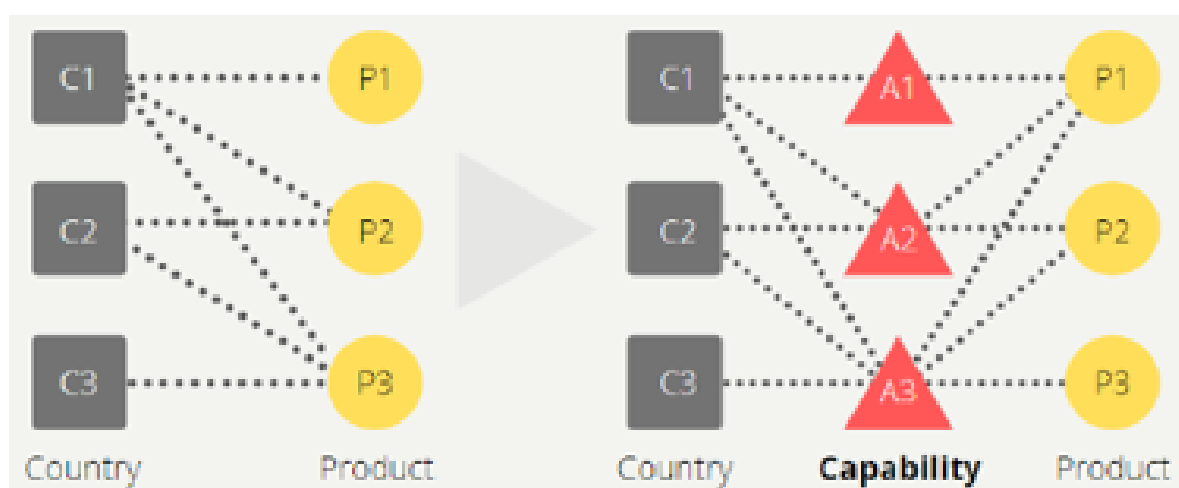 C1 P1 C1 A1 P1
C2 P2 C2 A2 P2
C3 P3 C3 A3 P3
Country Product Country Capability Product